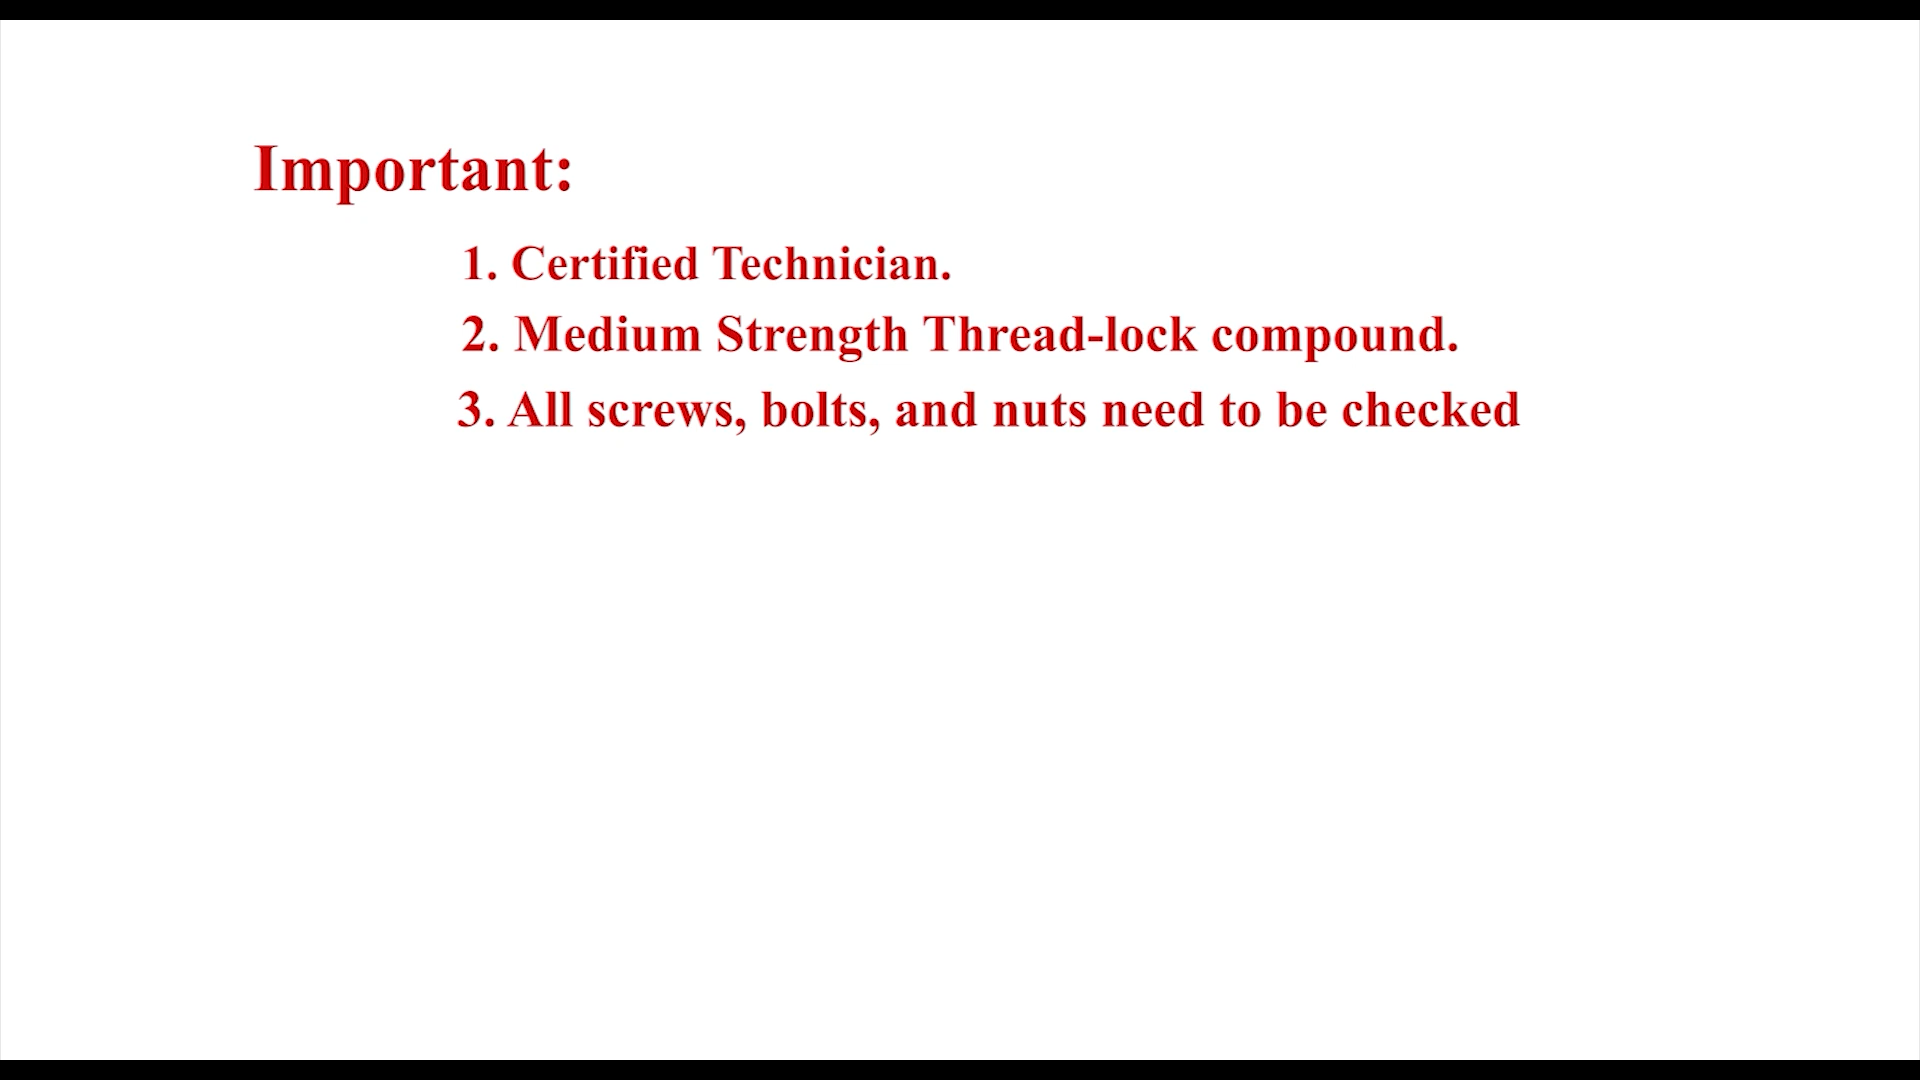 Important:
1. Certified Technician.
2. Medium Strength Thread-lock compound.
3. All screws, bolts, and nuts need to be checked